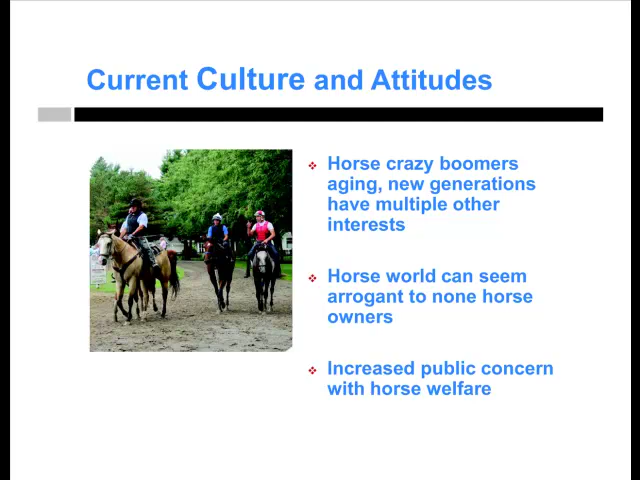 Current Culture and Attitudes
Horse crazy boomers
aging, new generations
have multiple other
interests
Horse world can seem
arrogant to none horse
owners
Increased public concern
with horse welfare